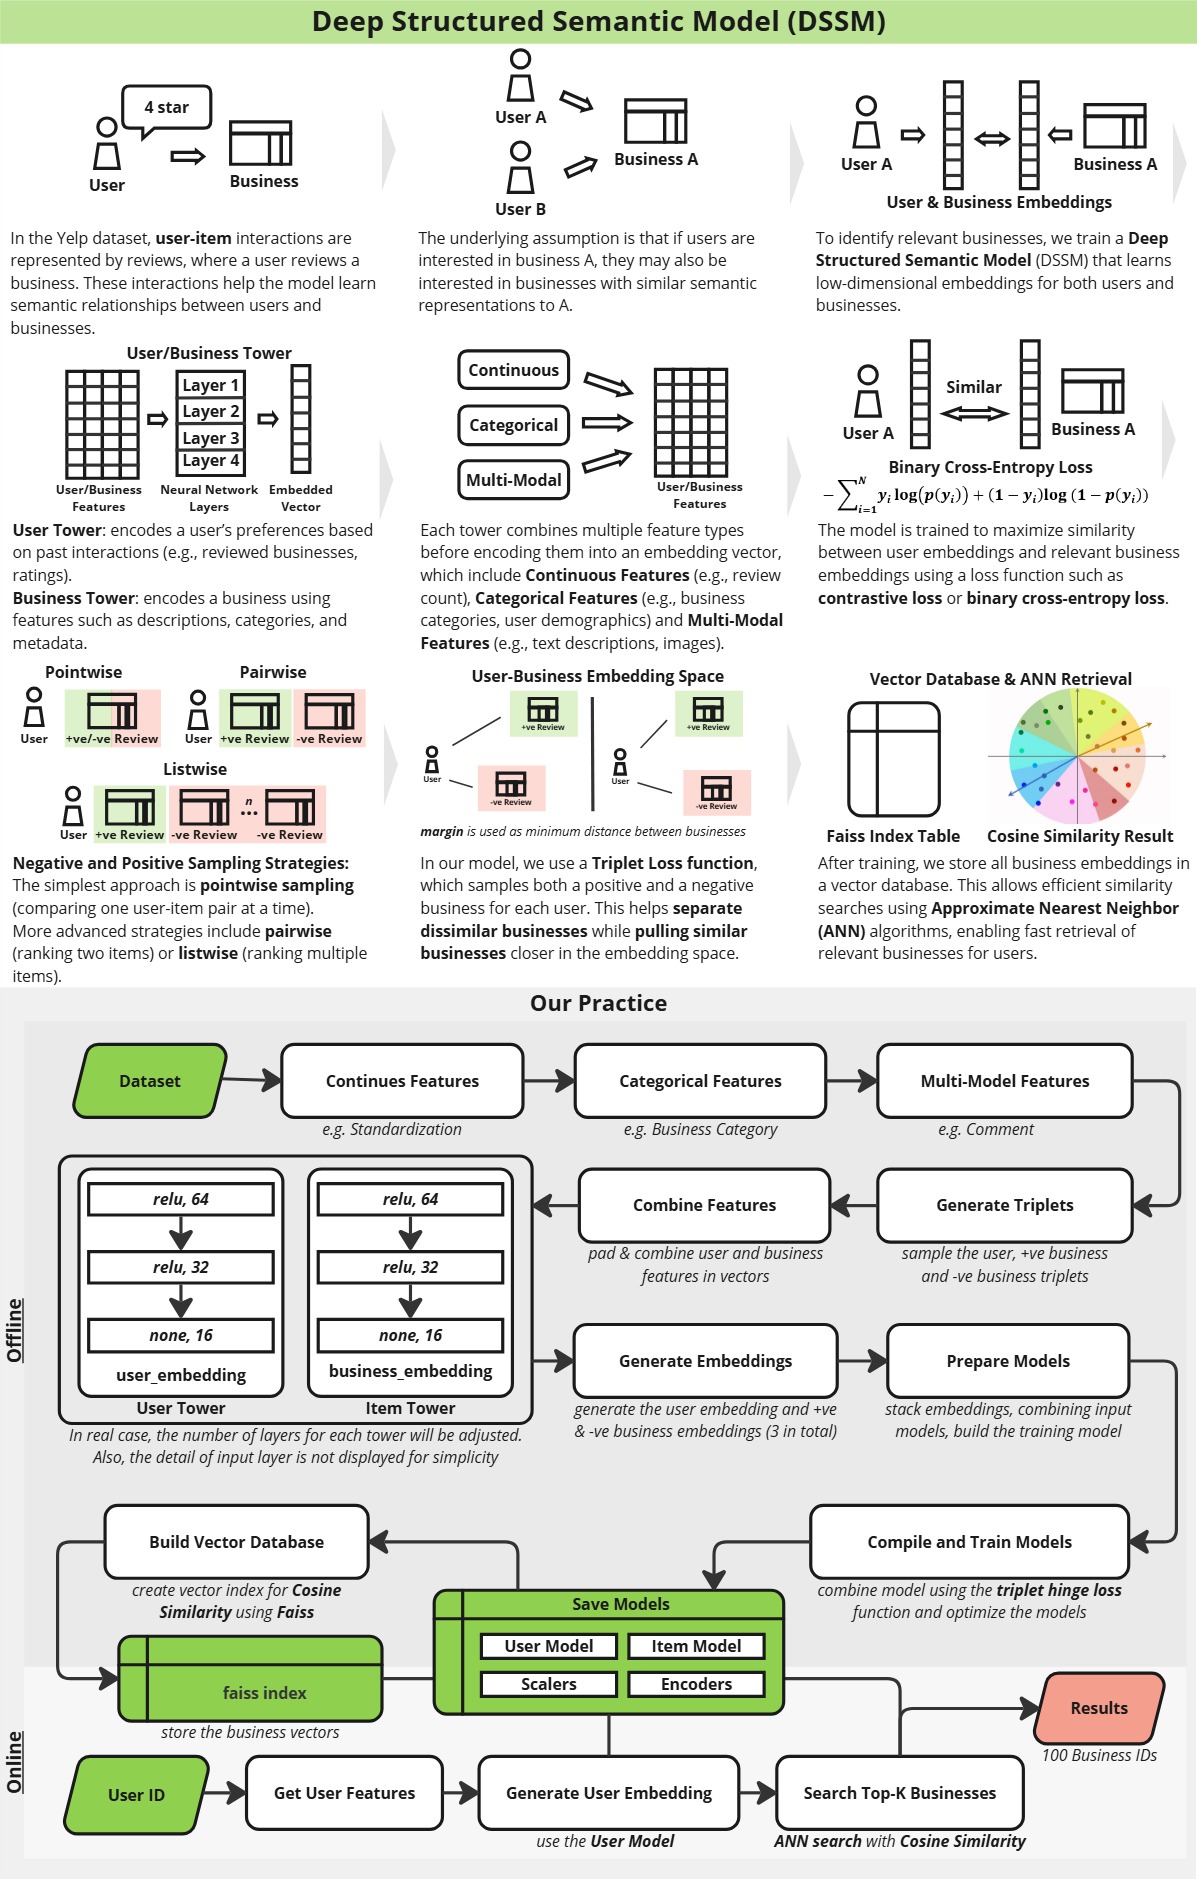 Deep Structured Semantic Model (DSSM)
4 star
User
Business
In the Yelp dataset, user-item interactions are
represented by reviews, where a user reviews a
business. These interactions help the model learn
semantic relationships between users and
businesses.
User A
User B
Business A
The underlying assumption is that if users are
interested in business A, they may also be
interested in businesses with similar semantic
representations to A.
User A
Business A
User & Business Embeddings
To identify relevant businesses, we train a Deep
Structured Semantic Model (DSSM) that learns
low-dimensional embeddings for both users and
businesses.
User/Business Tower
Layer 1
Layer 2
Layer 3
Layer 4
User/Business
Features
Neural Network
Layers
Embedded
Vector
User Tower: encodes a user's preferences based
on past interactions (e.g., reviewed businesses,
ratings).
Business Tower: encodes a business using
features such as descriptions, categories, and
metadata.
Continuous
Categorical
Multi-Modal
User/Business
Features
Each tower combines multiple feature types
before encoding them into an embedding vector,
which include Continuous Features (e.g., review
count), Categorical Features (e.g., business
categories, user demographics) and Multi-Modal
Features (e.g., text descriptions, images).
Similar
User A
Business A
Binary Cross-Entropy Loss
− ∑ᵢ₌₁ᴺ yᵢ log(p(yᵢ)) + (1 − yᵢ)log (1 − p(yᵢ))
The model is trained to maximize similarity
between user embeddings and relevant business
embeddings using a loss function such as
contrastive loss or binary cross-entropy loss.
Pointwise
User
+ve/-ve Review
Pairwise
User
+ve Review
-ve Review
Listwise
User
+ve Review
-ve Review
n
...
-ve Review
Negative and Positive Sampling Strategies:
The simplest approach is pointwise sampling
(comparing one user-item pair at a time).
More advanced strategies include pairwise
(ranking two items) or listwise (ranking multiple
items).
User-Business Embedding Space
+ve Review
User
-ve Review
+ve Review
User
-ve Review
margin is used as minimum distance between businesses
In our model, we use a Triplet Loss function,
which samples both a positive and a negative
business for each user. This helps separate
dissimilar businesses while pulling similar
businesses closer in the embedding space.
Vector Database & ANN Retrieval
Faiss Index Table
Cosine Similarity Result
After training, we store all business embeddings in
a vector database. This allows efficient similarity
searches using Approximate Nearest Neighbor
(ANN) algorithms, enabling fast retrieval of
relevant businesses for users.
Our Practice
Offline
Dataset
Continues Features
e.g. Standardization
Categorical Features
e.g. Business Category
Multi-Model Features
e.g. Comment
Generate Triplets
sample the user, +ve business
and -ve business triplets
Combine Features
pad & combine user and business
features in vectors
relu, 64
relu, 32
none, 16
user_embedding
User Tower
relu, 64
relu, 32
none, 16
business_embedding
Item Tower
In real case, the number of layers for each tower will be adjusted.
Also, the detail of input layer is not displayed for simplicity
Generate Embeddings
generate the user embedding and +ve
& -ve business embeddings (3 in total)
Prepare Models
stack embeddings, combining input
models, build the training model
Compile and Train Models
combine model using the triplet hinge loss
function and optimize the models
Save Models
User Model
Item Model
Scalers
Encoders
Build Vector Database
create vector index for Cosine
Similarity using Faiss
faiss index
store the business vectors
Online
User ID
Get User Features
Generate User Embedding
use the User Model
Search Top-K Businesses
ANN search with Cosine Similarity
Results
100 Business IDs